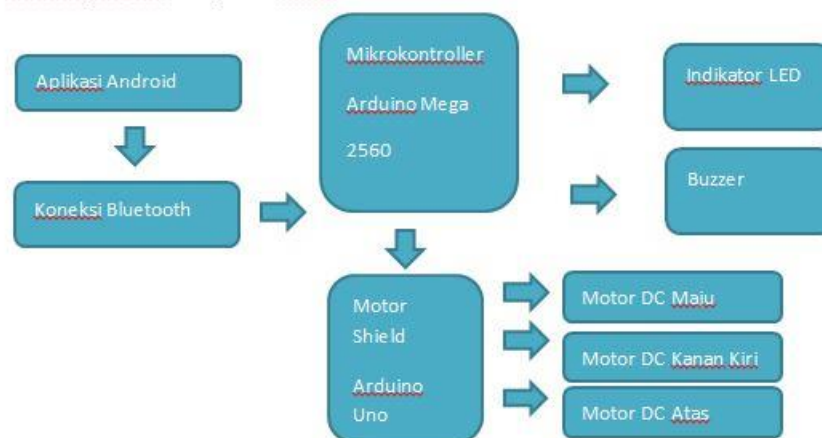 Aplikasi Android
Koneksi Bluetooth
Mikrokontroller
Arduino Mega
2560
Indikator LED
Buzzer
Motor
Shield
Arduino
Uno
Motor DC Maiu
Motor DC Kanan Kiri
Motor DC Atas